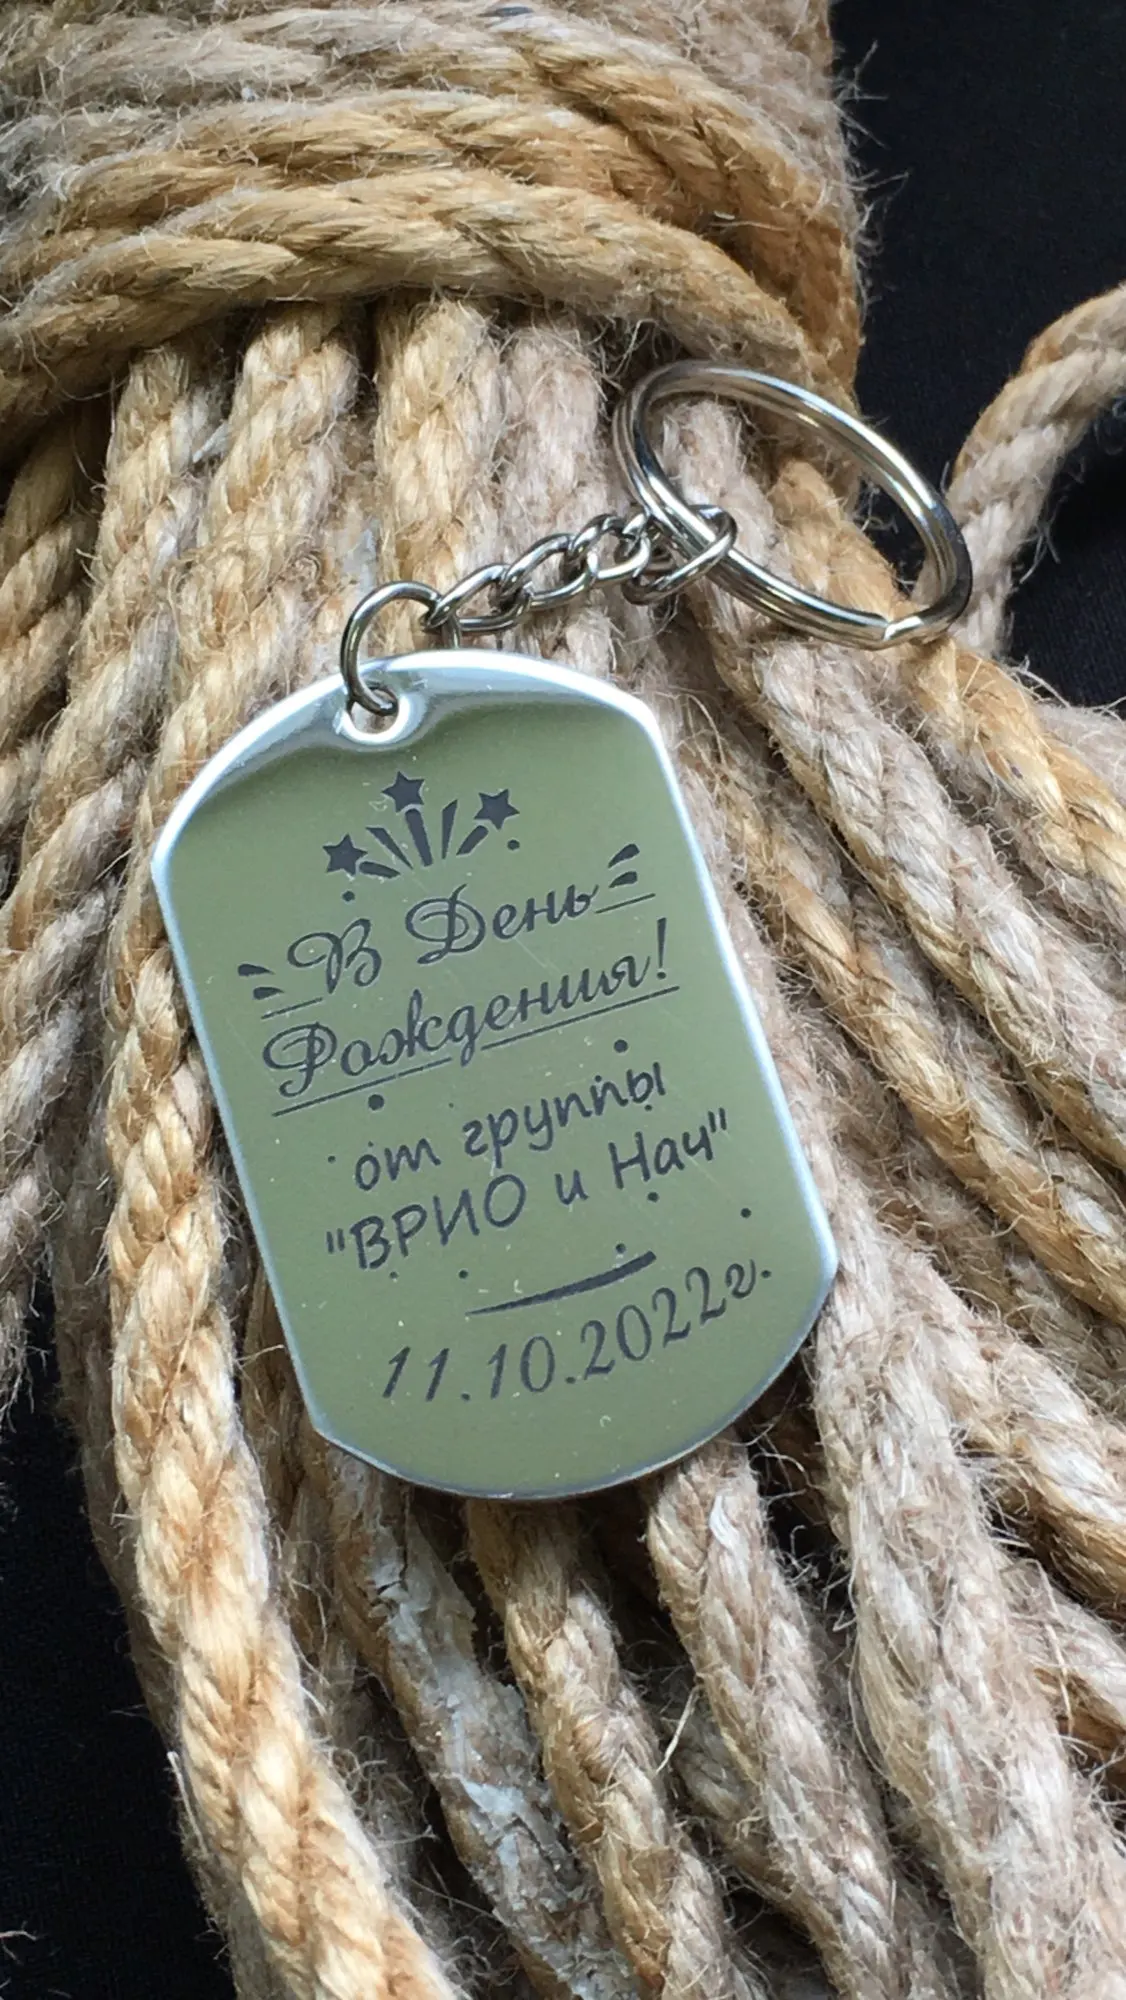 В День
Рождения!
от группы
"ВРИО и Нач"
11.10.2022г.